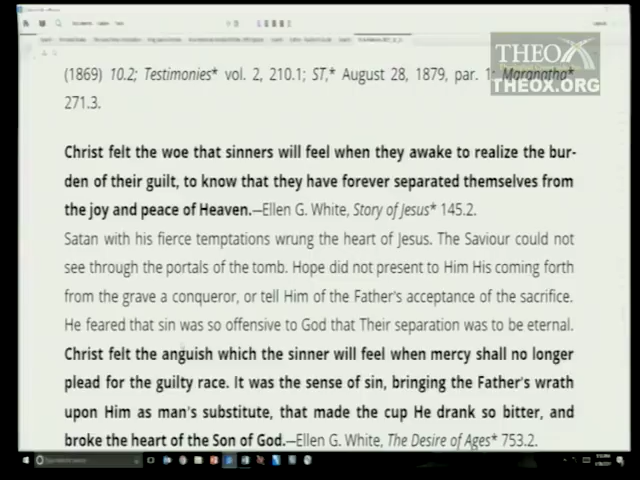 THEOX
THEOX.ORG
(1869) 10.2; Testimonies* vol. 2, 210.1; ST,* August 28, 1879, par. 1; Maranatha*
271.3.
Christ felt the woe that sinners will feel when they awake to realize the bur-
den of their guilt, to know that they have forever separated themselves from
the joy and peace of Heaven.—Ellen G. White, Story of Jesus* 145.2.
Satan with his fierce temptations wrung the heart of Jesus. The Saviour could not
see through the portals of the tomb. Hope did not present to Him His coming forth
from the grave a conqueror, or tell Him of the Father's acceptance of the sacrifice.
He feared that sin was so offensive to God that Their separation was to be eternal.
Christ felt the anguish which the sinner will feel when mercy shall no longer
plead for the guilty race. It was the sense of sin, bringing the Father's wrath
upon Him as man's substitute, that made the cup He drank so bitter, and
broke the heart of the Son of God.—Ellen G. White, The Desire of Ages* 753.2.